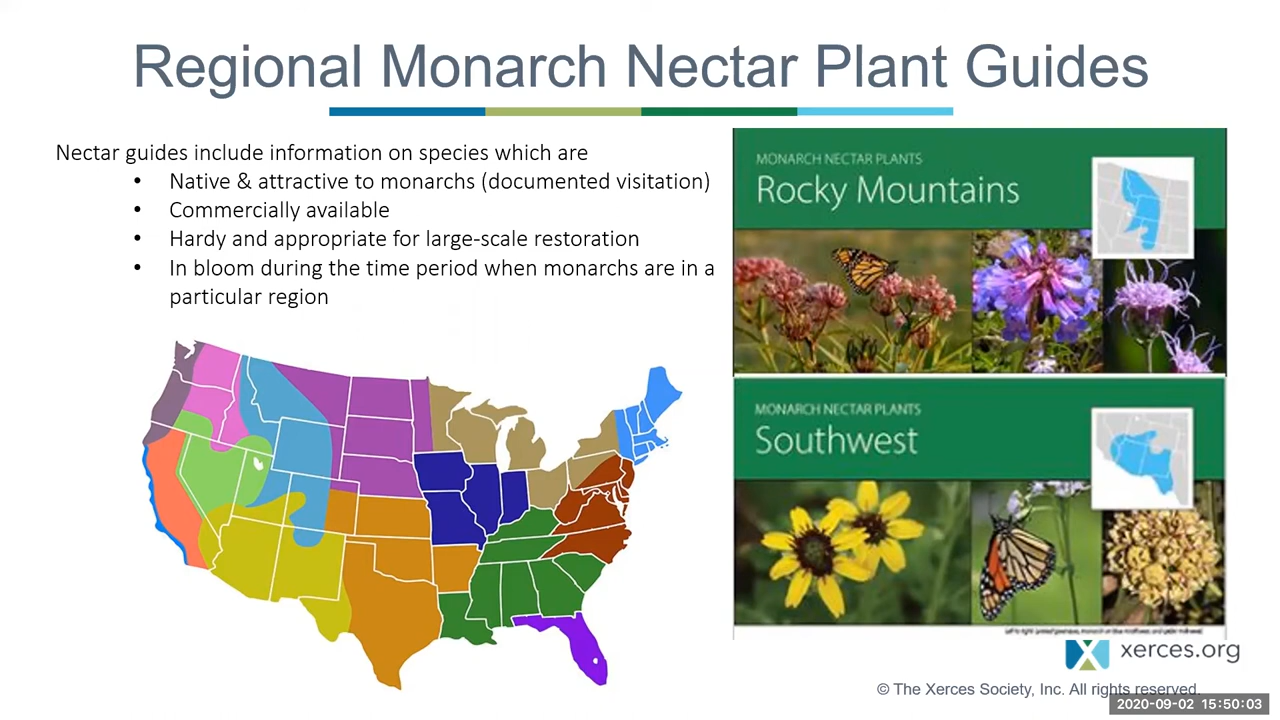 Regional Monarch Nectar Plant Guides
Nectar guides include information on species which are
• Native & attractive to monarchs (documented visitation)
• Commercially available
• Hardy and appropriate for large-scale restoration
• In bloom during the time period when monarchs are in a
particular region
MONARCH NECTAR PLANTS
Rocky Mountains
MONARCH NECTAR PLANTS
Southwest
xerces.org
© The Xerces Society, Inc. All rights reserved.
2020-09-02 15:50:03